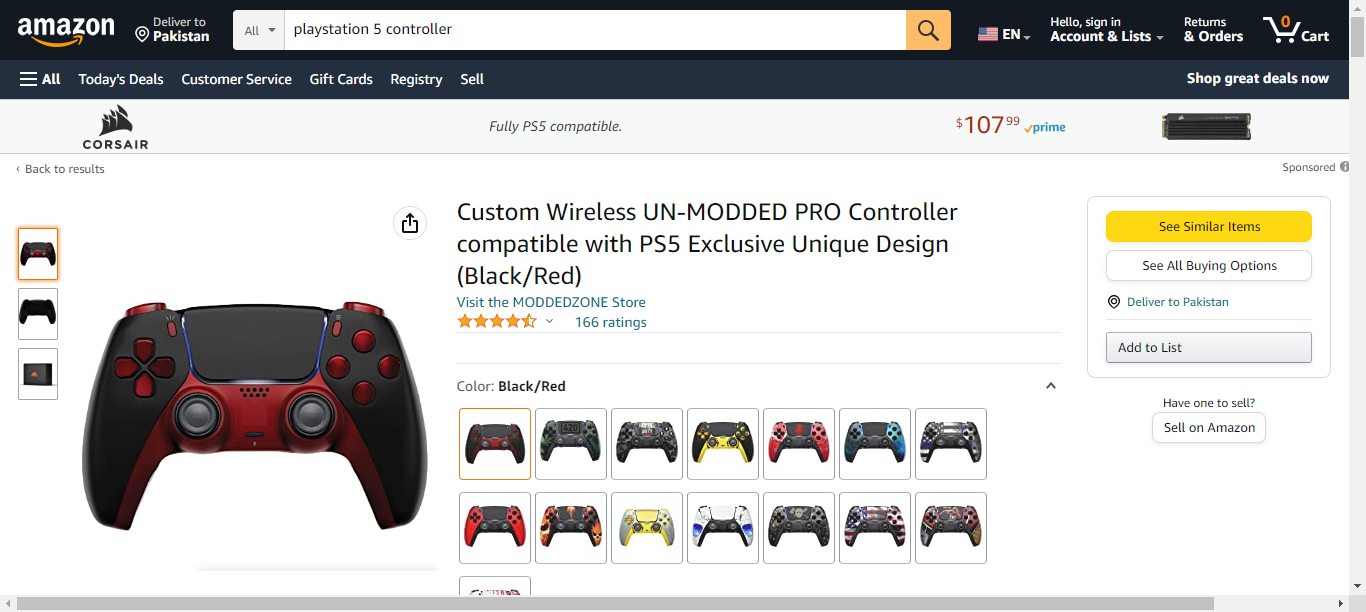 amazon
Deliver to
Pakistan
All
playstation 5 controller
EN
Hello, sign in
Account & Lists
Returns
& Orders
0
Cart
All
Today's Deals
Customer Service
Gift Cards
Registry
Sell
Shop great deals now
CORSAIR
Fully PS5 compatible.
$107 99
prime
‹ Back to results
Sponsored
Custom Wireless UN-MODDED PRO Controller
compatible with PS5 Exclusive Unique Design
(Black/Red)
Visit the MODDEDZONE Store
166 ratings
Color: Black/Red
420
See Similar Items
See All Buying Options
Deliver to Pakistan
Add to List
Have one to sell?
Sell on Amazon